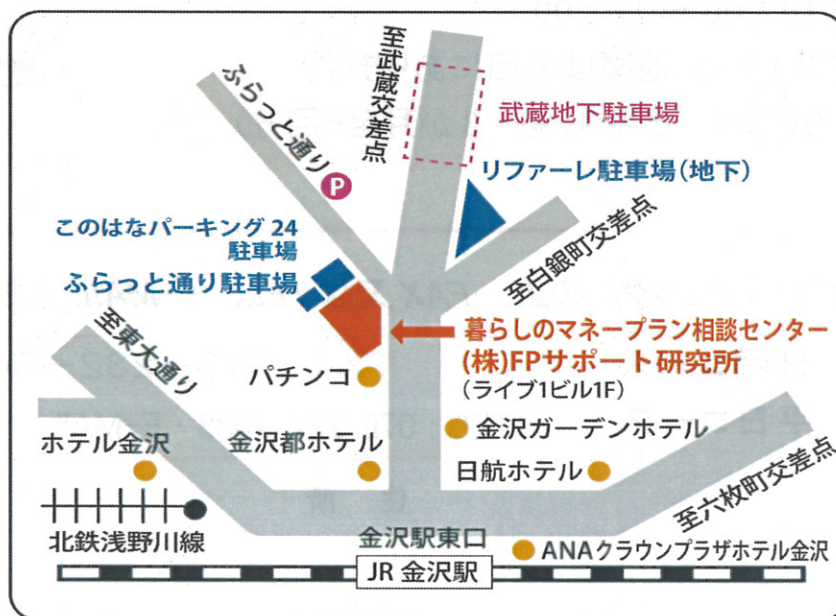 至武蔵交差点
ふらっと通り
P
武蔵地下駐車場
リファーレ駐車場(地下)
このはなパーキング 24
駐車場
ふらっと通り駐車場
至白銀町交差点
暮らしのマネープラン相談センター
(株)FPサポート研究所
(ライブ1ビル1F)
至東大通り
パチンコ
金沢ガーデンホテル
ホテル金沢
金沢都ホテル
日航ホテル
至六枚町交差点
北鉄浅野川線
金沢駅東口
ANAクラウンプラザホテル金沢
JR 金沢駅